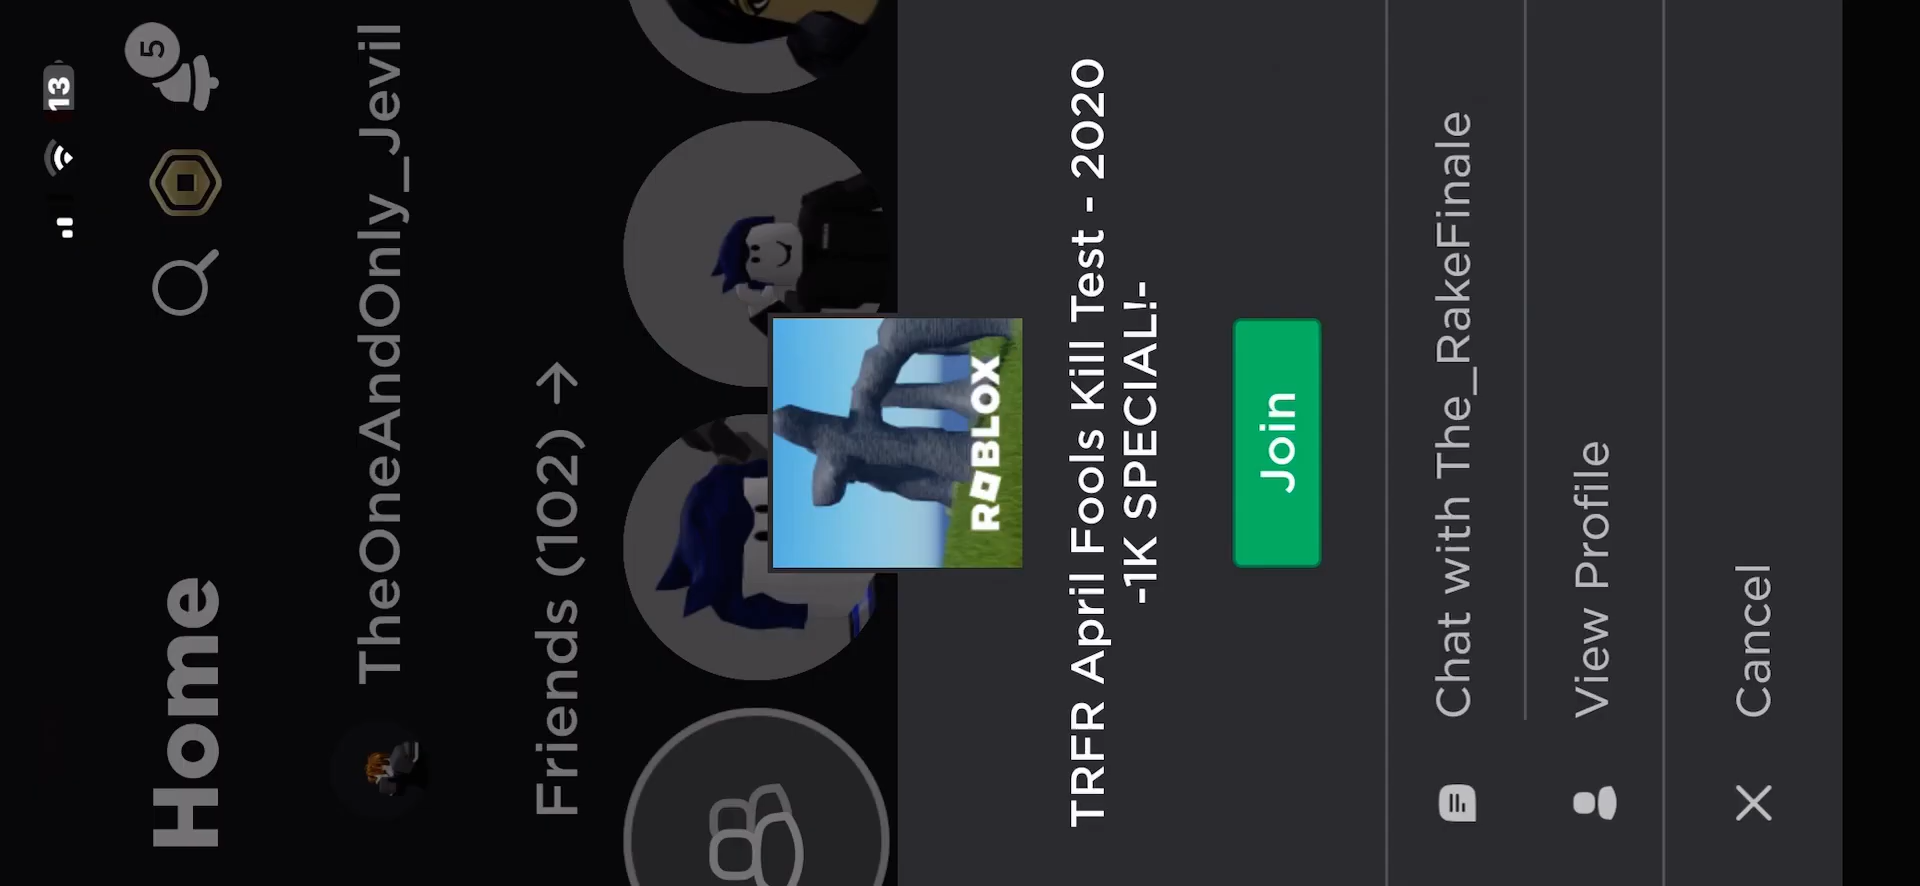 13
5
Home
TheOneAndOnly_Jevil
Friends (102) →
ROBLOX
TRFR April Fools Kill Test - 2020
-1K SPECIAL!-
Join
Chat with The_RakeFinale
View Profile
Cancel